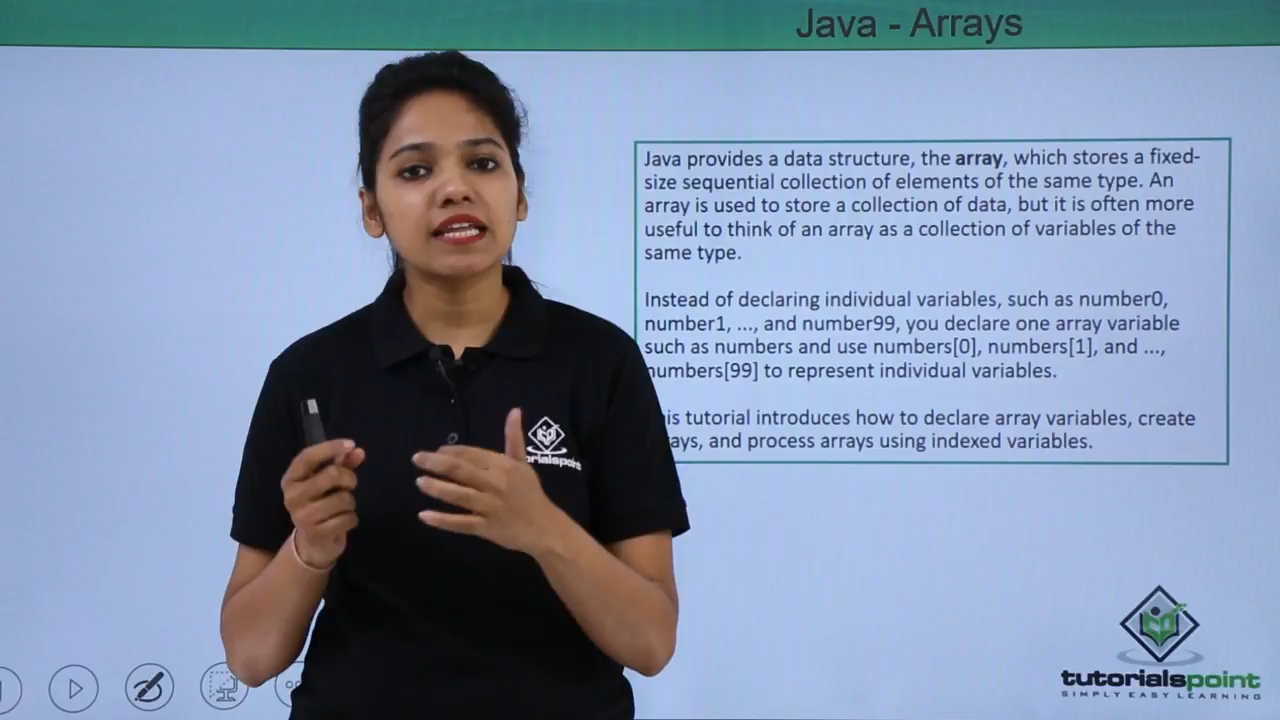 Java - Arrays
Java provides a data structure, the array, which stores a fixed-
size sequential collection of elements of the same type. An
array is used to store a collection of data, but it is often more
useful to think of an array as a collection of variables of the
same type.
Instead of declaring individual variables, such as number0,
number1, ..., and number99, you declare one array variable
such as numbers and use numbers[0], numbers[1], and ...,
numbers[99] to represent individual variables.
tutorial introduces how to declare array variables, create
and process arrays using indexed variables.
tutorialspoint
tutorialspoint
SIMPLY EASY LEARNING